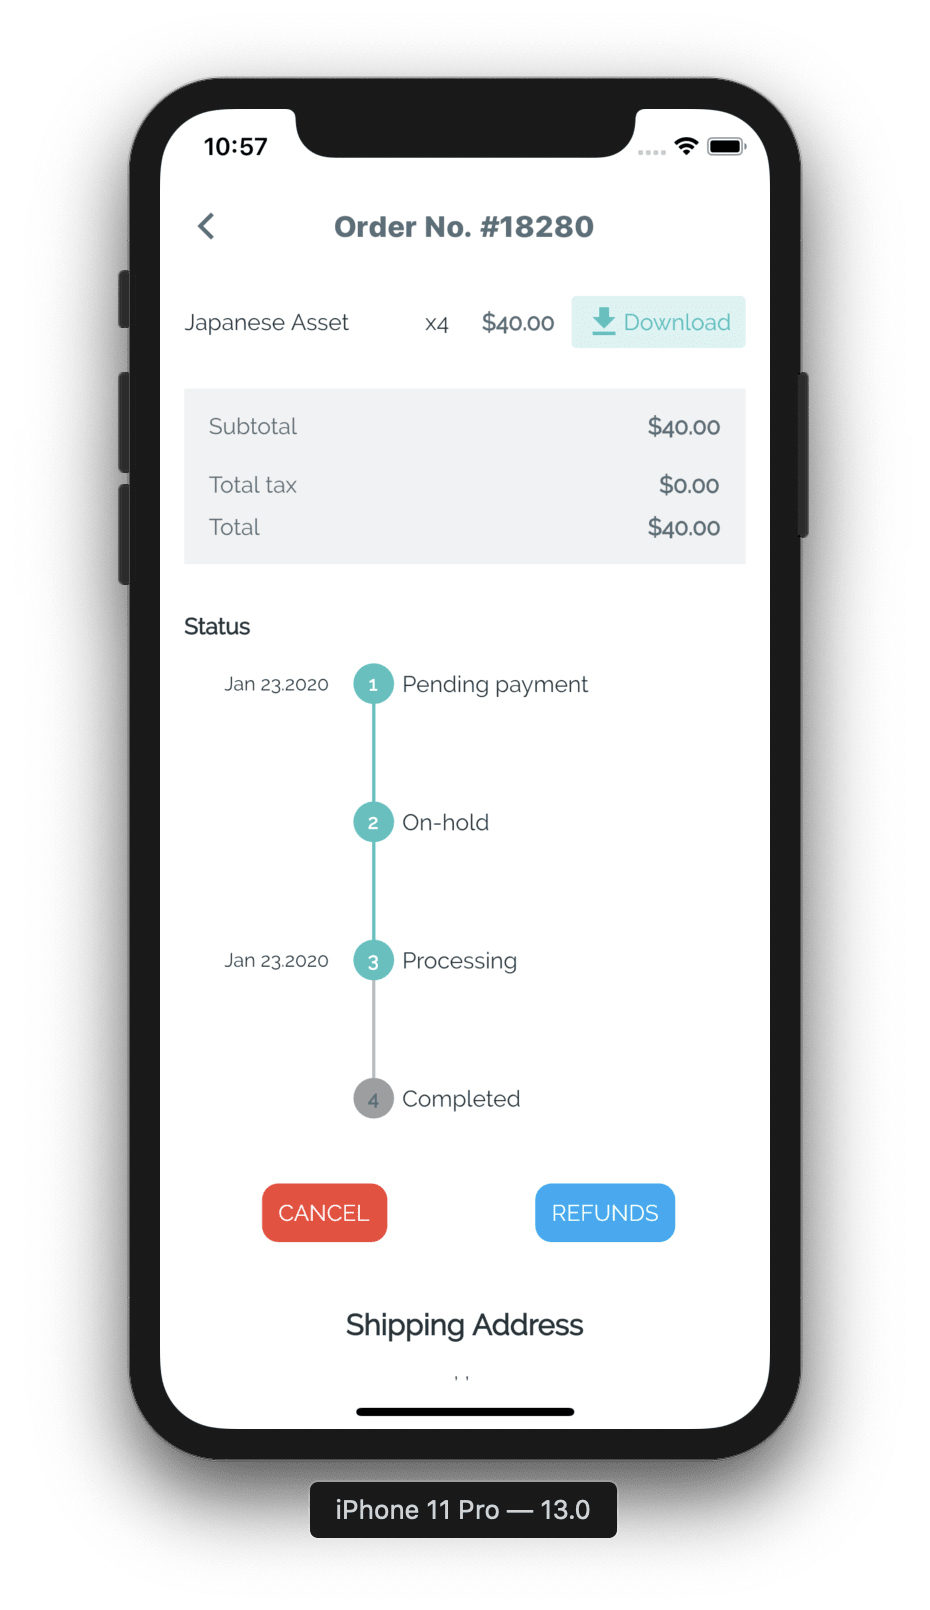 10:57
Order No. #18280
Japanese Asset x4 $40.00 Download
Subtotal $40.00
Total tax $0.00
Total $40.00
Status
Jan 23.2020 1 Pending payment
2 On-hold
Jan 23.2020 3 Processing
4 Completed
CANCEL REFUNDS
Shipping Address
, ,
iPhone 11 Pro — 13.0